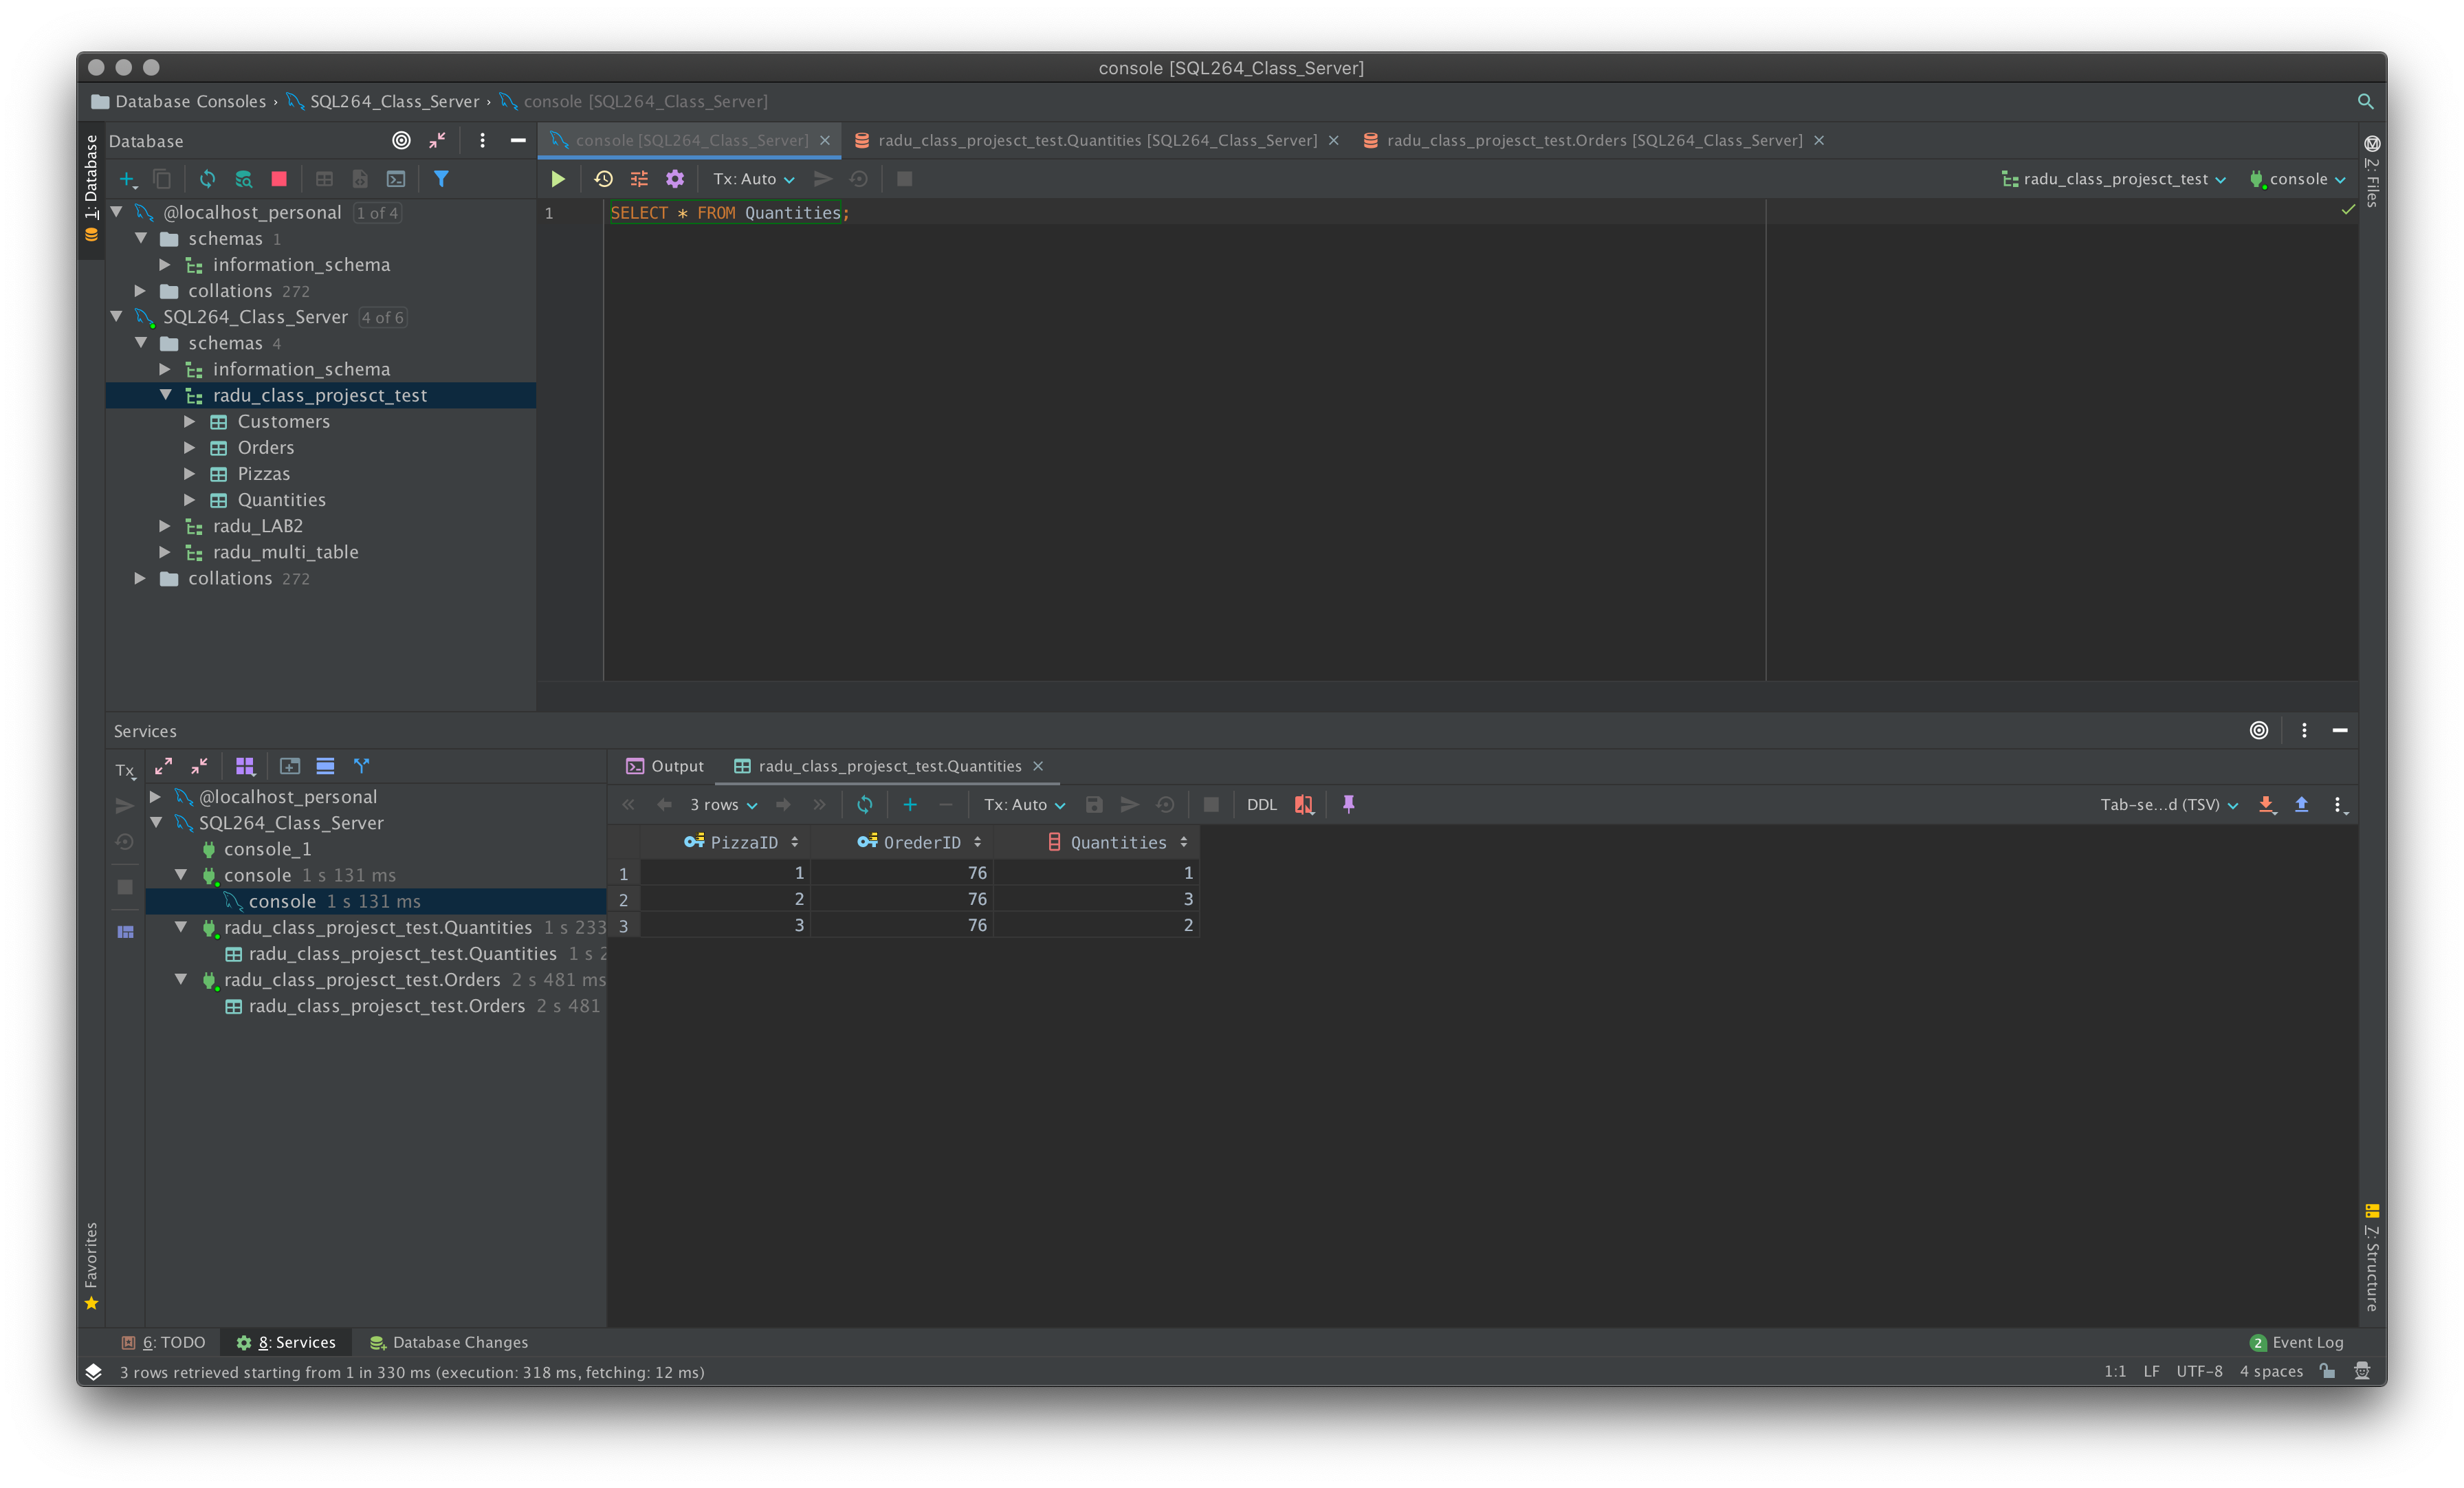 console [SQL264_Class_Server]
Database Consoles › SQL264_Class_Server › console [SQL264_Class_Server]
1: Database
Database
console [SQL264_Class_Server]
radu_class_projesct_test.Quantities [SQL264_Class_Server]
radu_class_projesct_test.Orders [SQL264_Class_Server]
2: Files
Tx: Auto
radu_class_projesct_test
console
@localhost_personal 1 of 4
schemas 1
information_schema
collations 272
SQL264_Class_Server 4 of 6
schemas 4
information_schema
radu_class_projesct_test
Customers
Orders
Pizzas
Quantities
radu_LAB2
radu_multi_table
collations 272
1
SELECT * FROM Quantities;
Services
Tx
@localhost_personal
SQL264_Class_Server
console_1
console 1 s 131 ms
console 1 s 131 ms
radu_class_projesct_test.Quantities 1 s 233
radu_class_projesct_test.Quantities 1 s 2
radu_class_projesct_test.Orders 2 s 481 ms
radu_class_projesct_test.Orders 2 s 481
Output
radu_class_projesct_test.Quantities
3 rows
Tx: Auto
DDL
Tab-se...d (TSV)
PizzaID OrederID Quantities
1 1 76 1
2 2 76 3
3 3 76 2
Favorites
7: Structure
6: TODO
8: Services
Database Changes
2 Event Log
3 rows retrieved starting from 1 in 330 ms (execution: 318 ms, fetching: 12 ms)
1:1 LF UTF-8 4 spaces